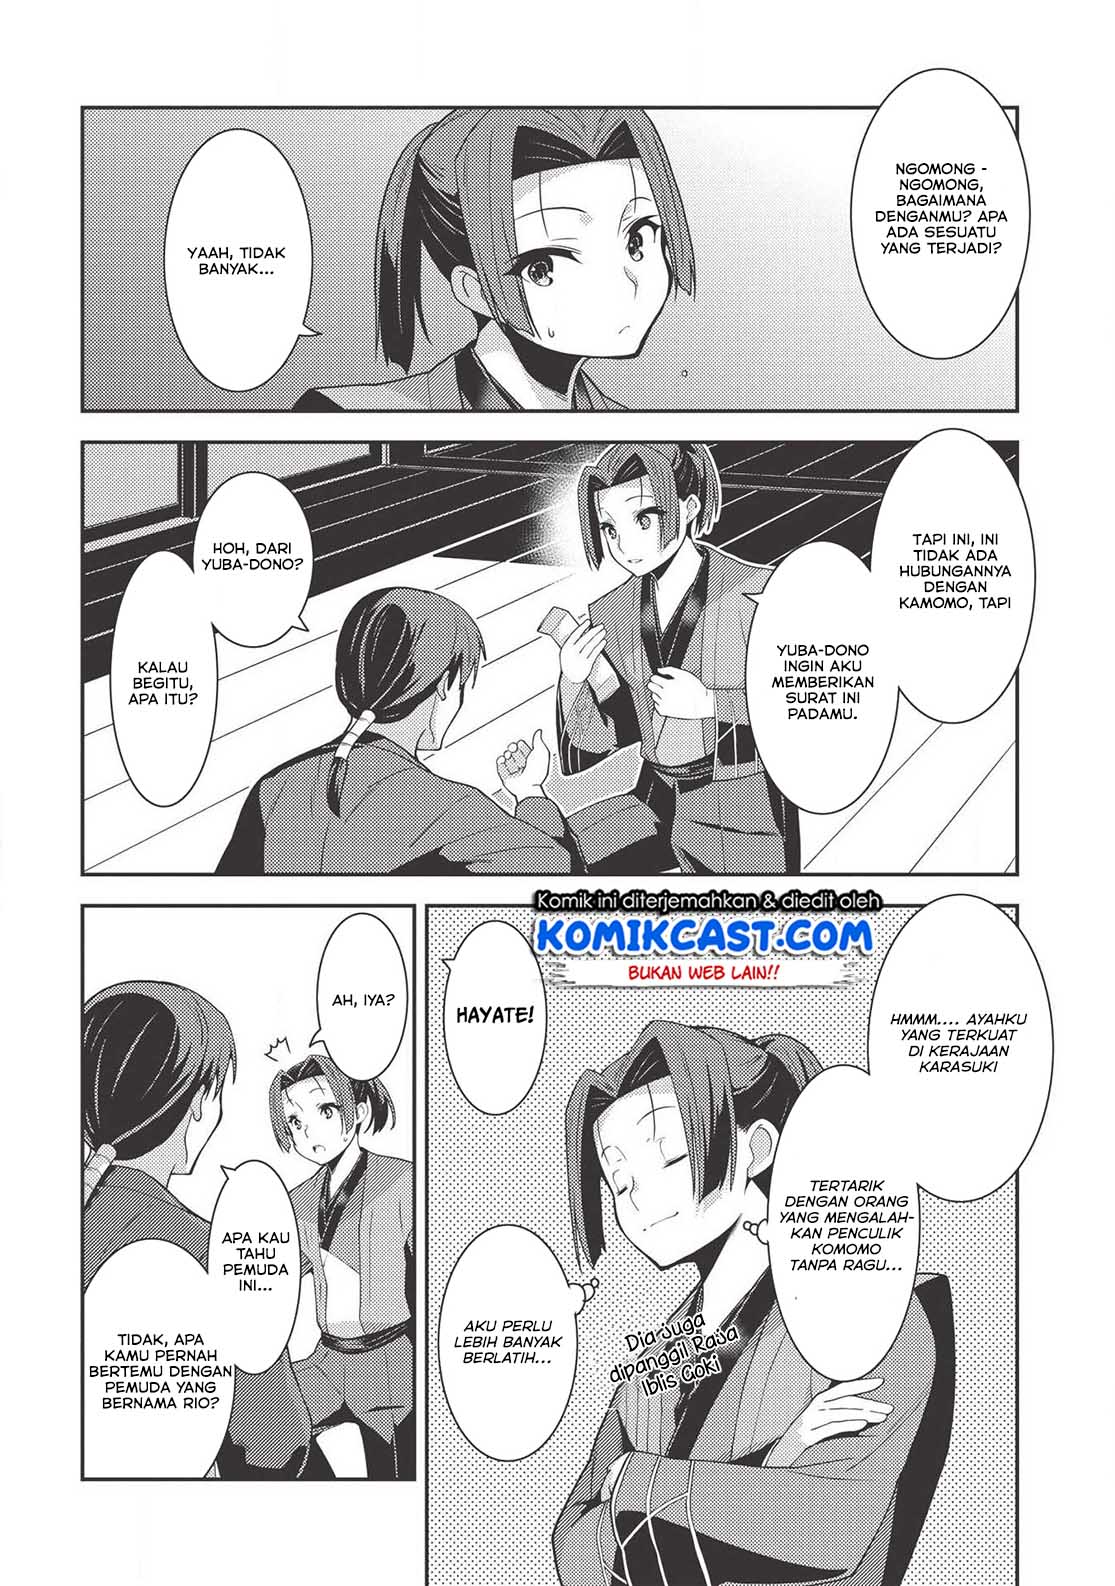 NGOMONG -
NGOMONG,
BAGAIMANA
DENGANMU? APA
ADA SESUATU
YANG TERJADI?
YAAH, TIDAK
BANYAK...
TAPI INI, INI
TIDAK ADA
HUBUNGANNYA
DENGAN
KAMOMO, TAPI
YUBA-DONO
INGIN AKU
MEMBERIKAN
SURAT INI
PADAMU.
HOH, DARI
YUBA-DONO?
KALAU
BEGITU,
APA ITU?
Komik ini diterjemahkan & diedit oleh
KOMIKCAST.COM
BUKAN WEB LAIN!!
HMMM.... AYAHKU
YANG TERKUAT
DI KERAJAAN
KARASUKI
TERTARIK
DENGAN ORANG
YANG MENGALAH-
KAN PENCULIK
KOMOMO
TANPA RAGU...
HAYATE!
AKU PERLU
LEBIH BANYAK
BERLATIH...
Dia juga
dipanggil Raja
Iblis Goki
AH, IYA?
APA KAU
TAHU
PEMUDA
INI...
TIDAK, APA
KAMU PERNAH
BERTEMU DENGAN
PEMUDA YANG
BERNAMA RIO?